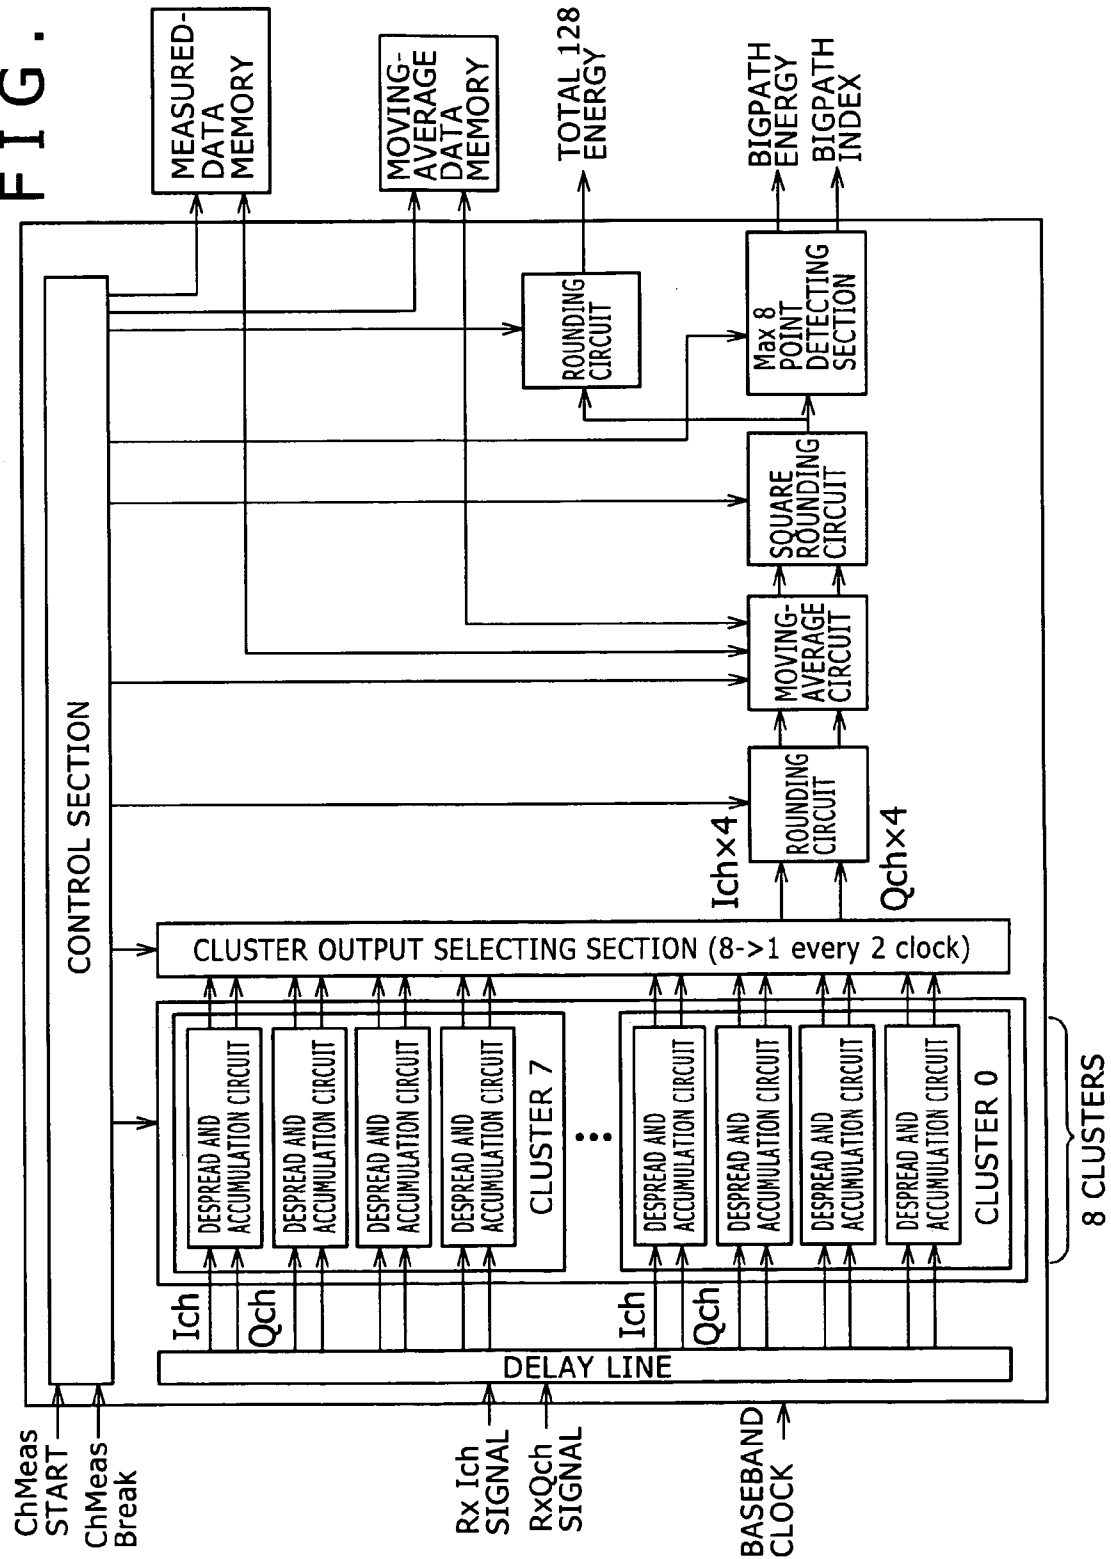 FIG.
ChMeas
START
ChMeas
Break
CONTROL SECTION
MEASURED-
DATA
MEMORY
MOVING-
AVERAGE
DATA
MEMORY
TOTAL 128
ENERGY
BIGPATH
ENERGY
BIGPATH
INDEX
Rx Ich
SIGNAL
RxQch
SIGNAL
BASEBAND
CLOCK
DELAY LINE
Ich
Qch
DESPREAD AND
ACCUMULATION CIRCUIT
DESPREAD AND
ACCUMULATION CIRCUIT
DESPREAD AND
ACCUMULATION CIRCUIT
DESPREAD AND
ACCUMULATION CIRCUIT
CLUSTER 7
Ich
Qch
DESPREAD AND
ACCUMULATION CIRCUIT
DESPREAD AND
ACCUMULATION CIRCUIT
DESPREAD AND
ACCUMULATION CIRCUIT
DESPREAD AND
ACCUMULATION CIRCUIT
CLUSTER 0
8 CLUSTERS
CLUSTER OUTPUT SELECTING SECTION (8->1 every 2 clock)
Ich×4
Qch×4
ROUNDING
CIRCUIT
MOVING-
AVERAGE
CIRCUIT
SQUARE
ROUNDING
CIRCUIT
ROUNDING
CIRCUIT
Max 8
POINT
DETECTING
SECTION